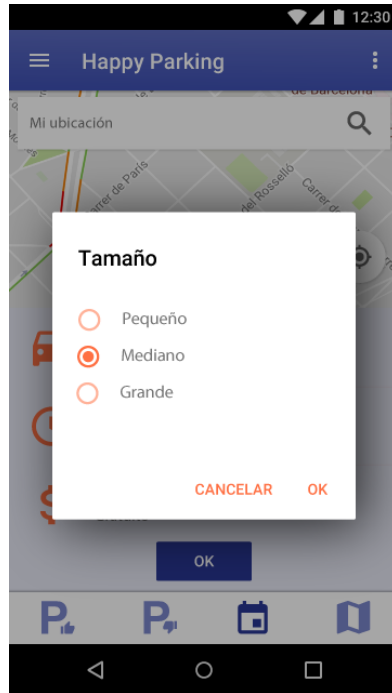 12:30
Happy Parking
de Barcelona
Mi ubicación
Carrer de París
del Rosselló
Carrer de
Tamaño
Pequeño
Mediano
Grande
CANCELAR OK
OK
P P